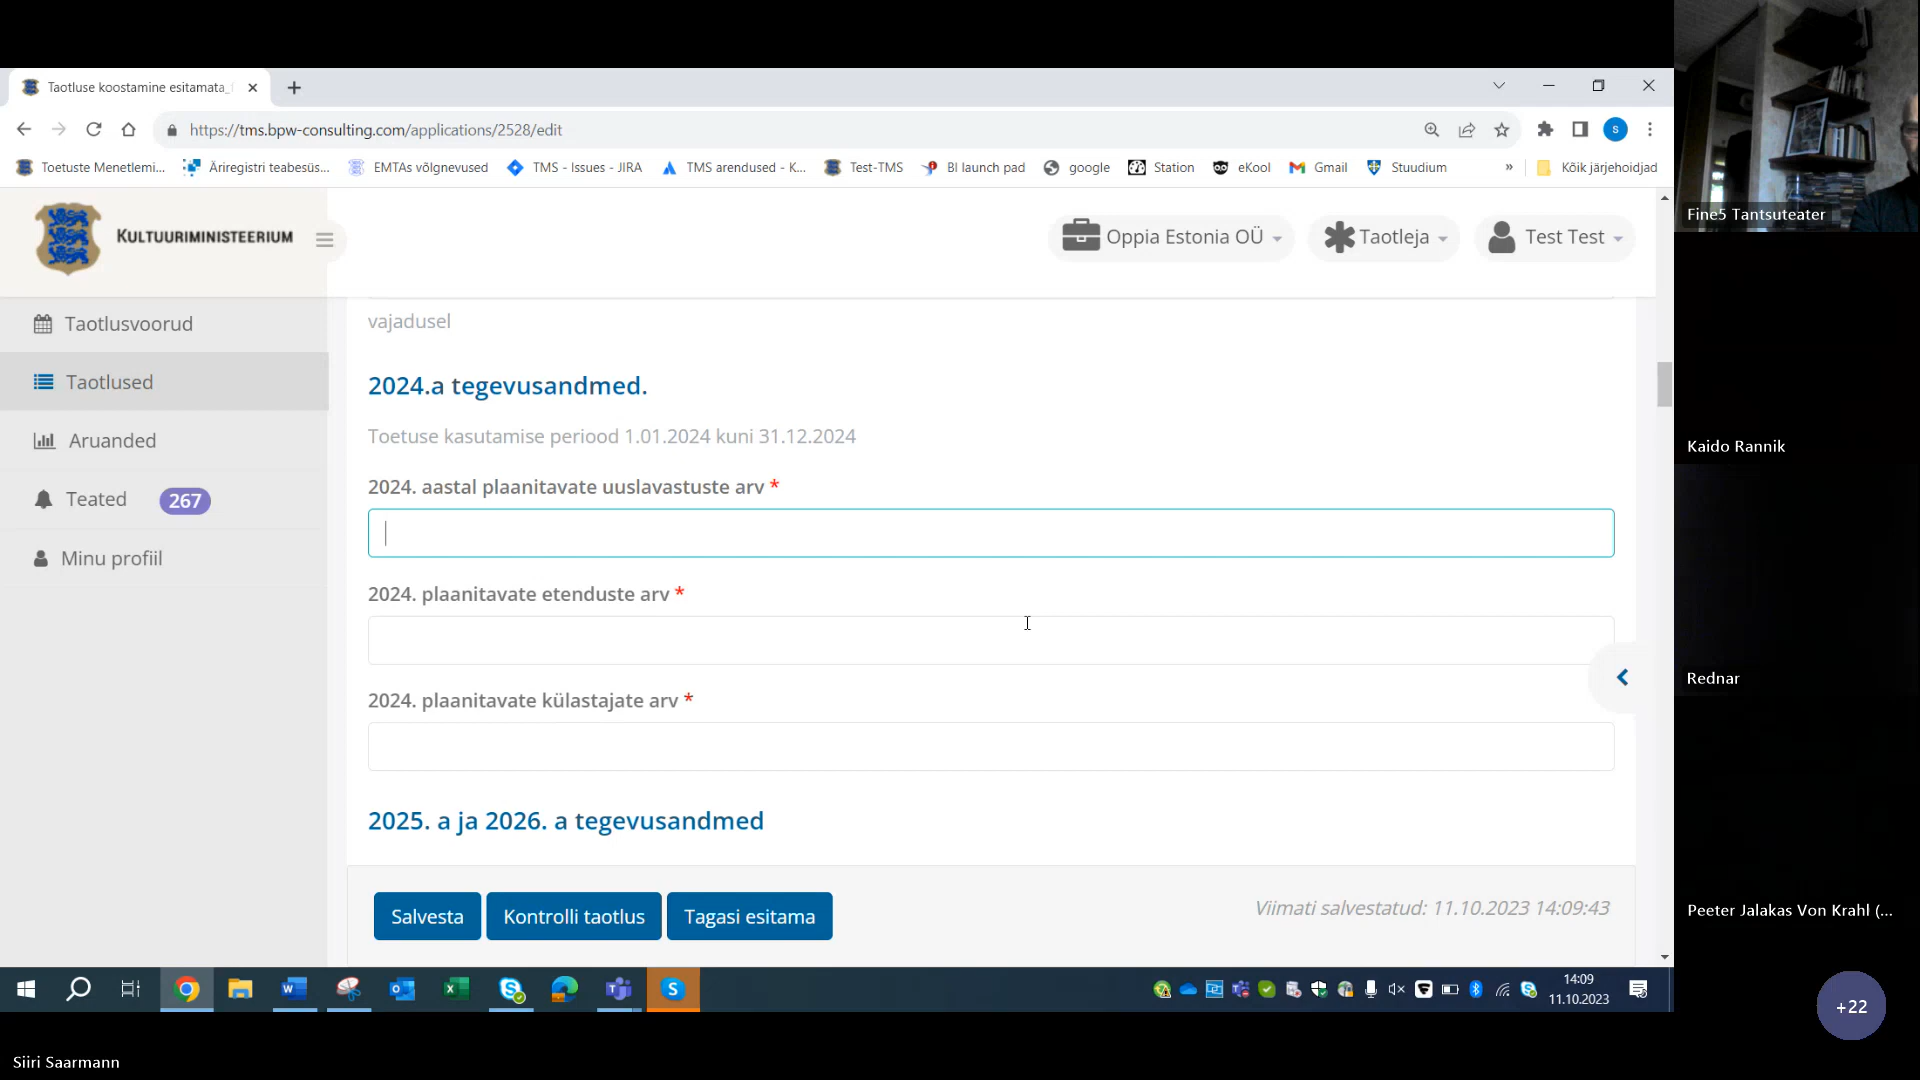 Taotluse koostamine esitamata_
https://tms.bpw-consulting.com/applications/2528/edit
S
Toetuste Menetlemi...
Äriregistri teabesüs...
EMTAs võlgnevused
TMS - Issues - JIRA
TMS arendused - K...
Test-TMS
BI launch pad
google
Station
eKool
Gmail
Stuudium
»
Kõik järjehoidjad
KULTUURIMINISTEERIUM
Oppia Estonia OÜ
Taotleja
Test Test
Taotlusvoorud
Taotlused
Aruanded
Teated 267
Minu profiil
vajadusel
2024.a tegevusandmed.
Toetuse kasutamise periood 1.01.2024 kuni 31.12.2024
2024. aastal plaanitavate uuslavastuste arv *
2024. plaanitavate etenduste arv *
2024. plaanitavate külastajate arv *
2025. a ja 2026. a tegevusandmed
Salvesta
Kontrolli taotlus
Tagasi esitama
Viimati salvestatud: 11.10.2023 14:09:43
14:09
11.10.2023
Fine5 Tantsuteater
Kaido Rannik
Rednar
Peeter Jalakas Von Krahl (...
+22
Siiri Saarmann